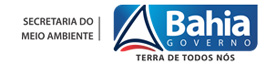 SECRETARIA DO
MEIO AMBIENTE
Bahia
GOVERNO
TERRA DE TODOS NÓS